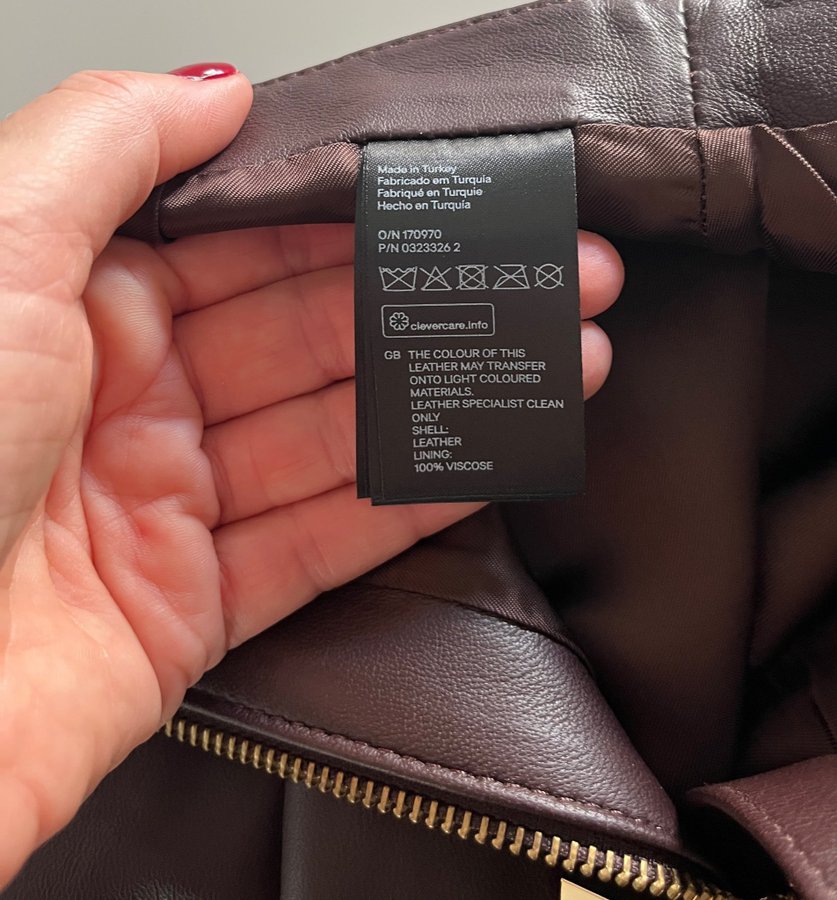 Made in Turkey
Fabricado em Turquia
Fabriqué en Turquie
Hecho en Turquía
O/N 170970
P/N 0323326 2
clevercare.info
GB THE COLOUR OF THIS
LEATHER MAY TRANSFER
ONTO LIGHT COLOURED
MATERIALS.
LEATHER SPECIALIST CLEAN
ONLY
SHELL:
LEATHER
LINING:
100% VISCOSE